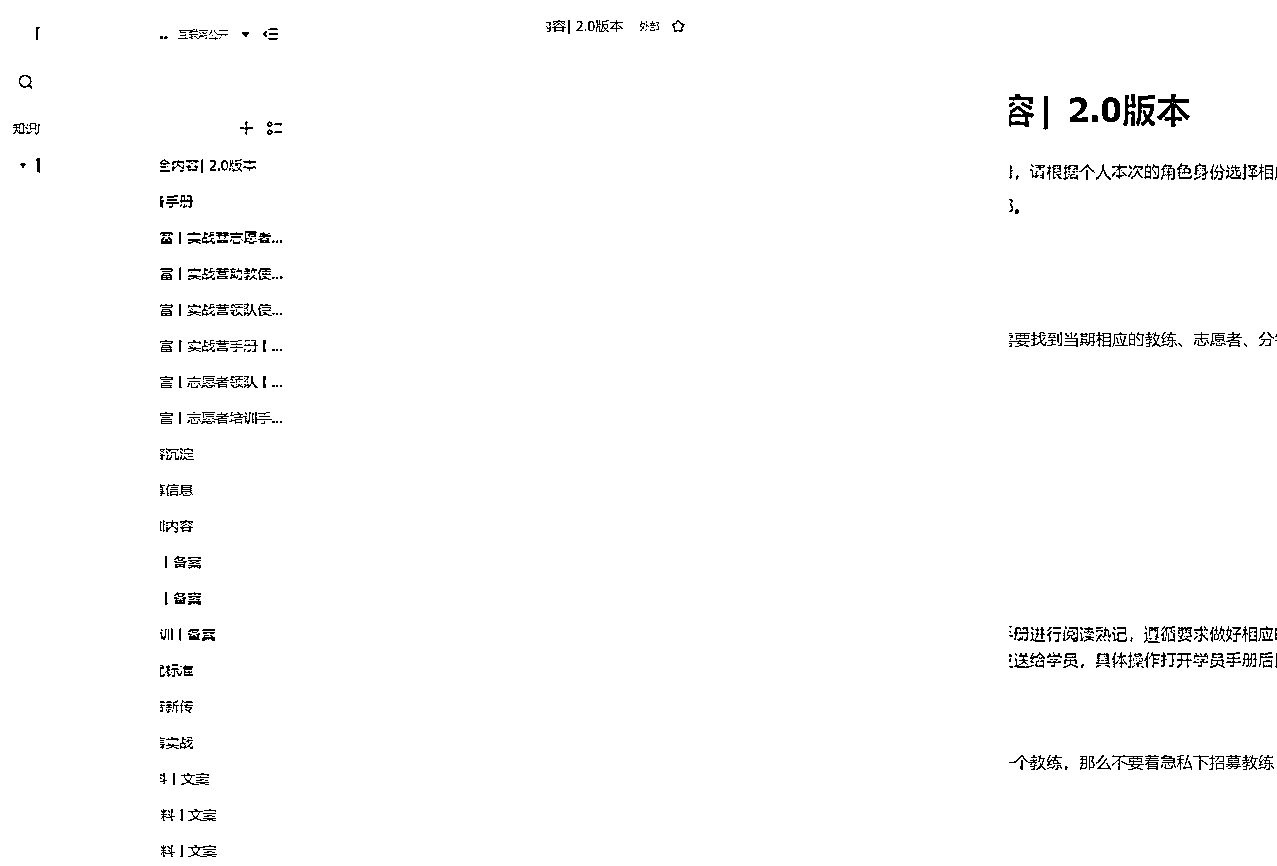 互联网公开
内容| 2.0版本 外部
容| 2.0版本
知识
全内容| 2.0版本
手册
，请根据个人本次的角色身份选择相应
富 | 实战营志愿者...
富 | 实战营助教使...
富 | 实战营领队使...
需要找到当期相应的教练、志愿者、分
富 | 实战营手册【...
富 | 志愿者领队【...
富 | 志愿者培训手...
沉淀
信息
训内容
| 备案
| 备案
训 | 备案
手册进行阅读熟记，遵循要求做好相应
送给学员，具体操作打开学员手册后
标准
新传
实战
一个教练，那么不要着急私下招募教练
料 | 文案
料 | 文案
料 | 文案